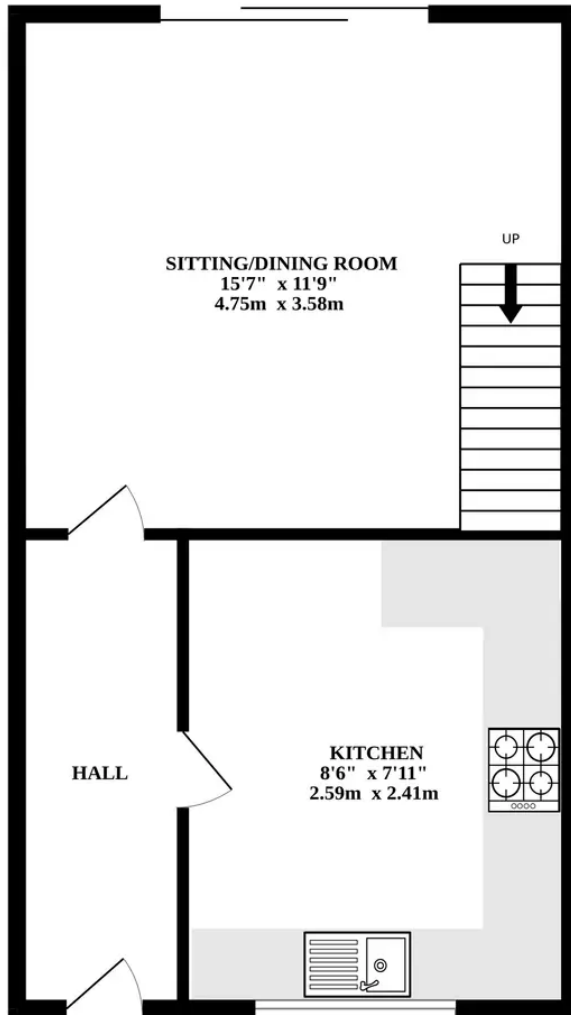 UP
SITTING/DINING ROOM
15'7" x 11'9"
4.75m x 3.58m
HALL
KITCHEN
8'6" x 7'11"
2.59m x 2.41m